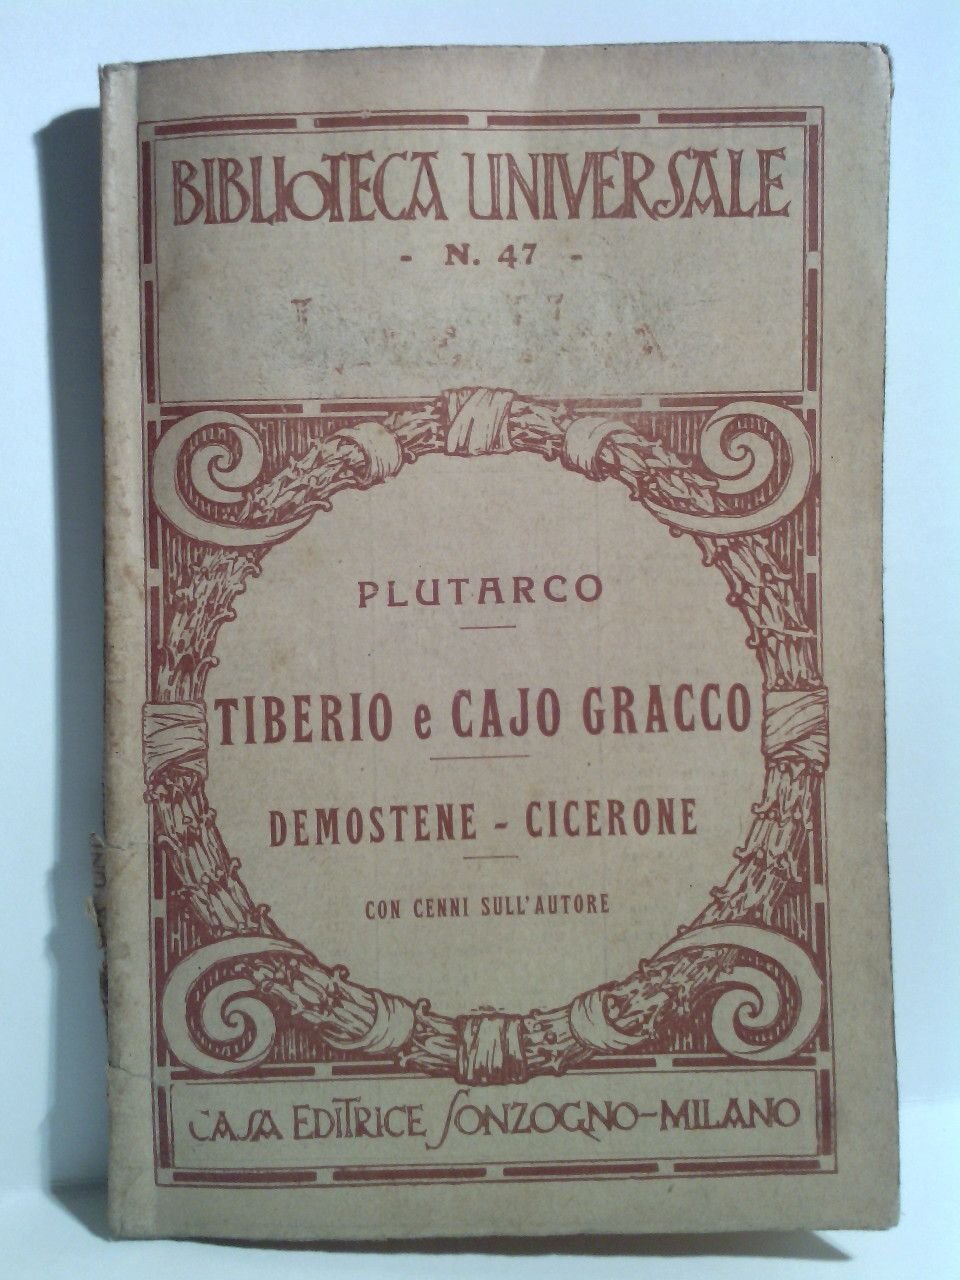 BIBLIOTECA UNIVERSALE
- N. 47 -
PLUTARCO
TIBERIO e CAJO GRACCO
DEMOSTENE - CICERONE
CON CENNI SULL'AUTORE
CASA EDITRICE SONZOGNO-MILANO